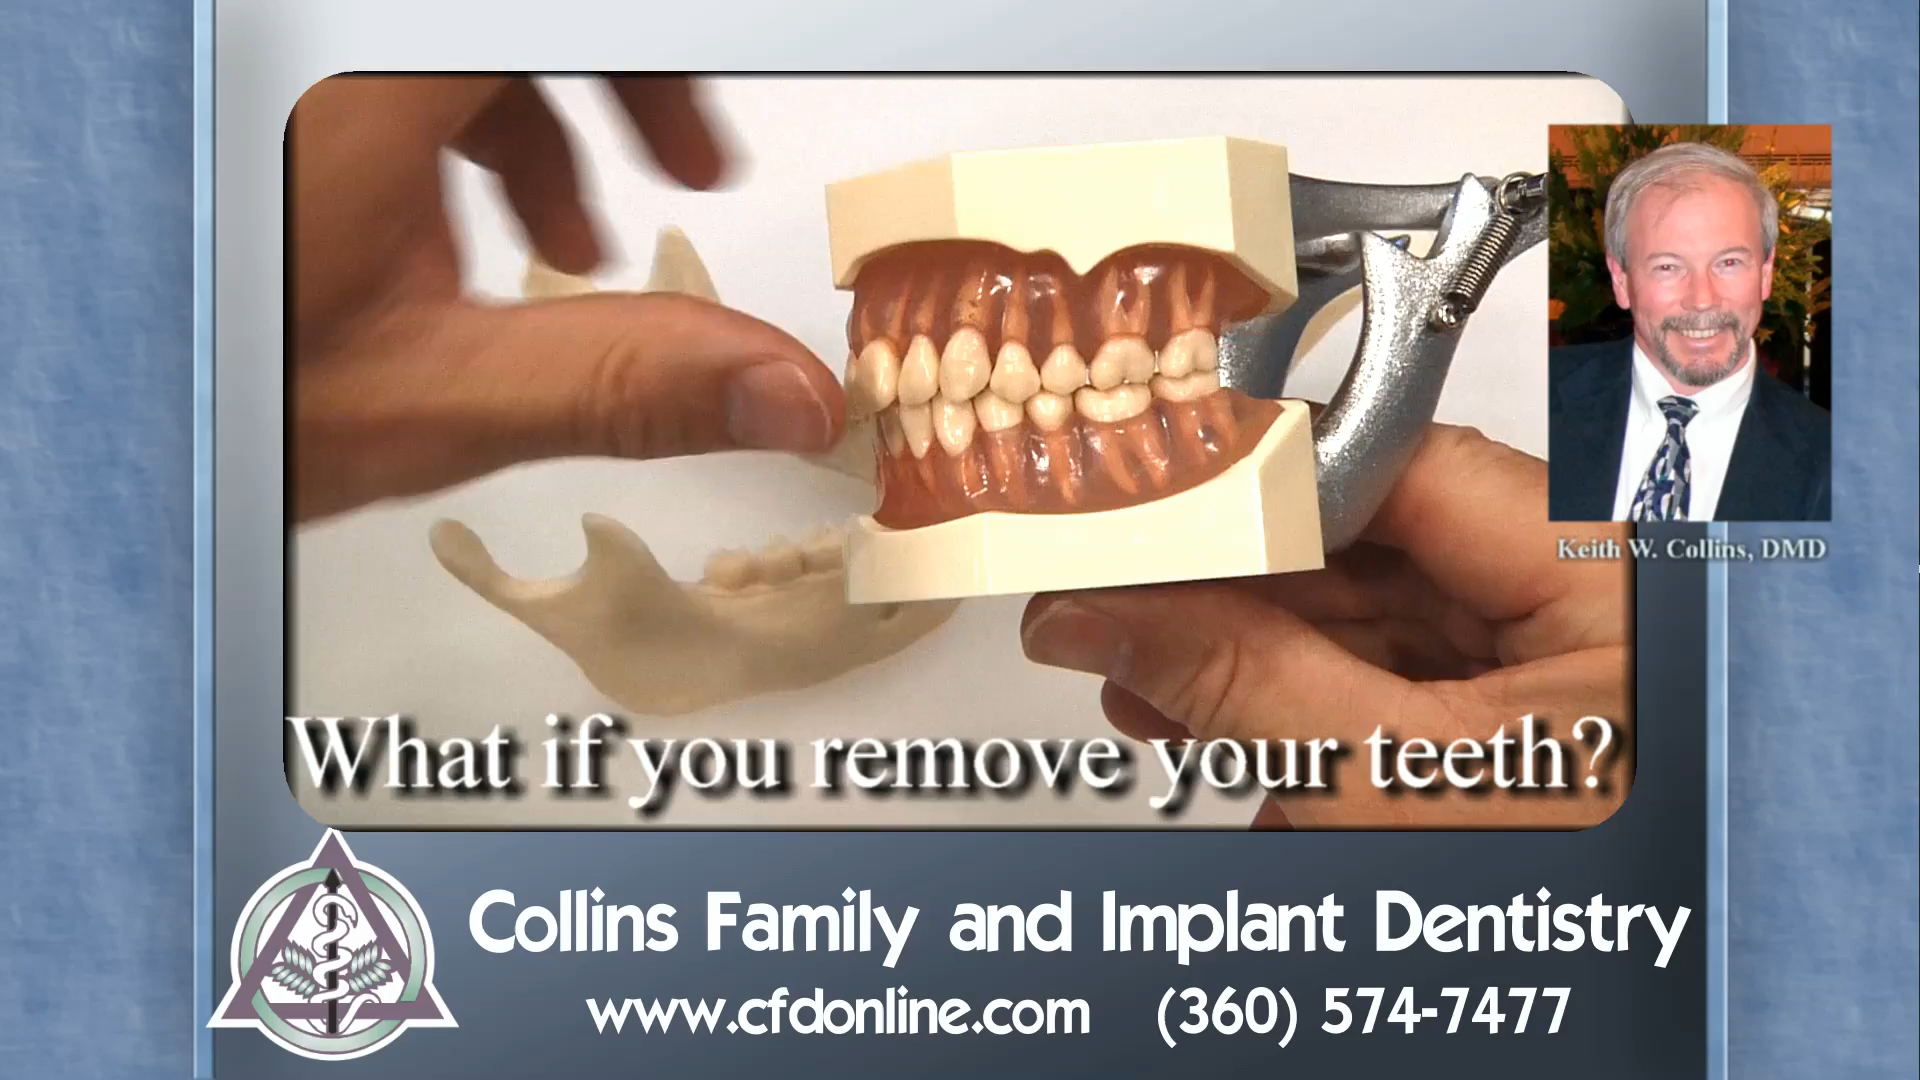 Keith W. Collins, DMD
What if you remove your teeth?
Collins Family and Implant Dentistry
www.cfdonline.com (360) 574-7477